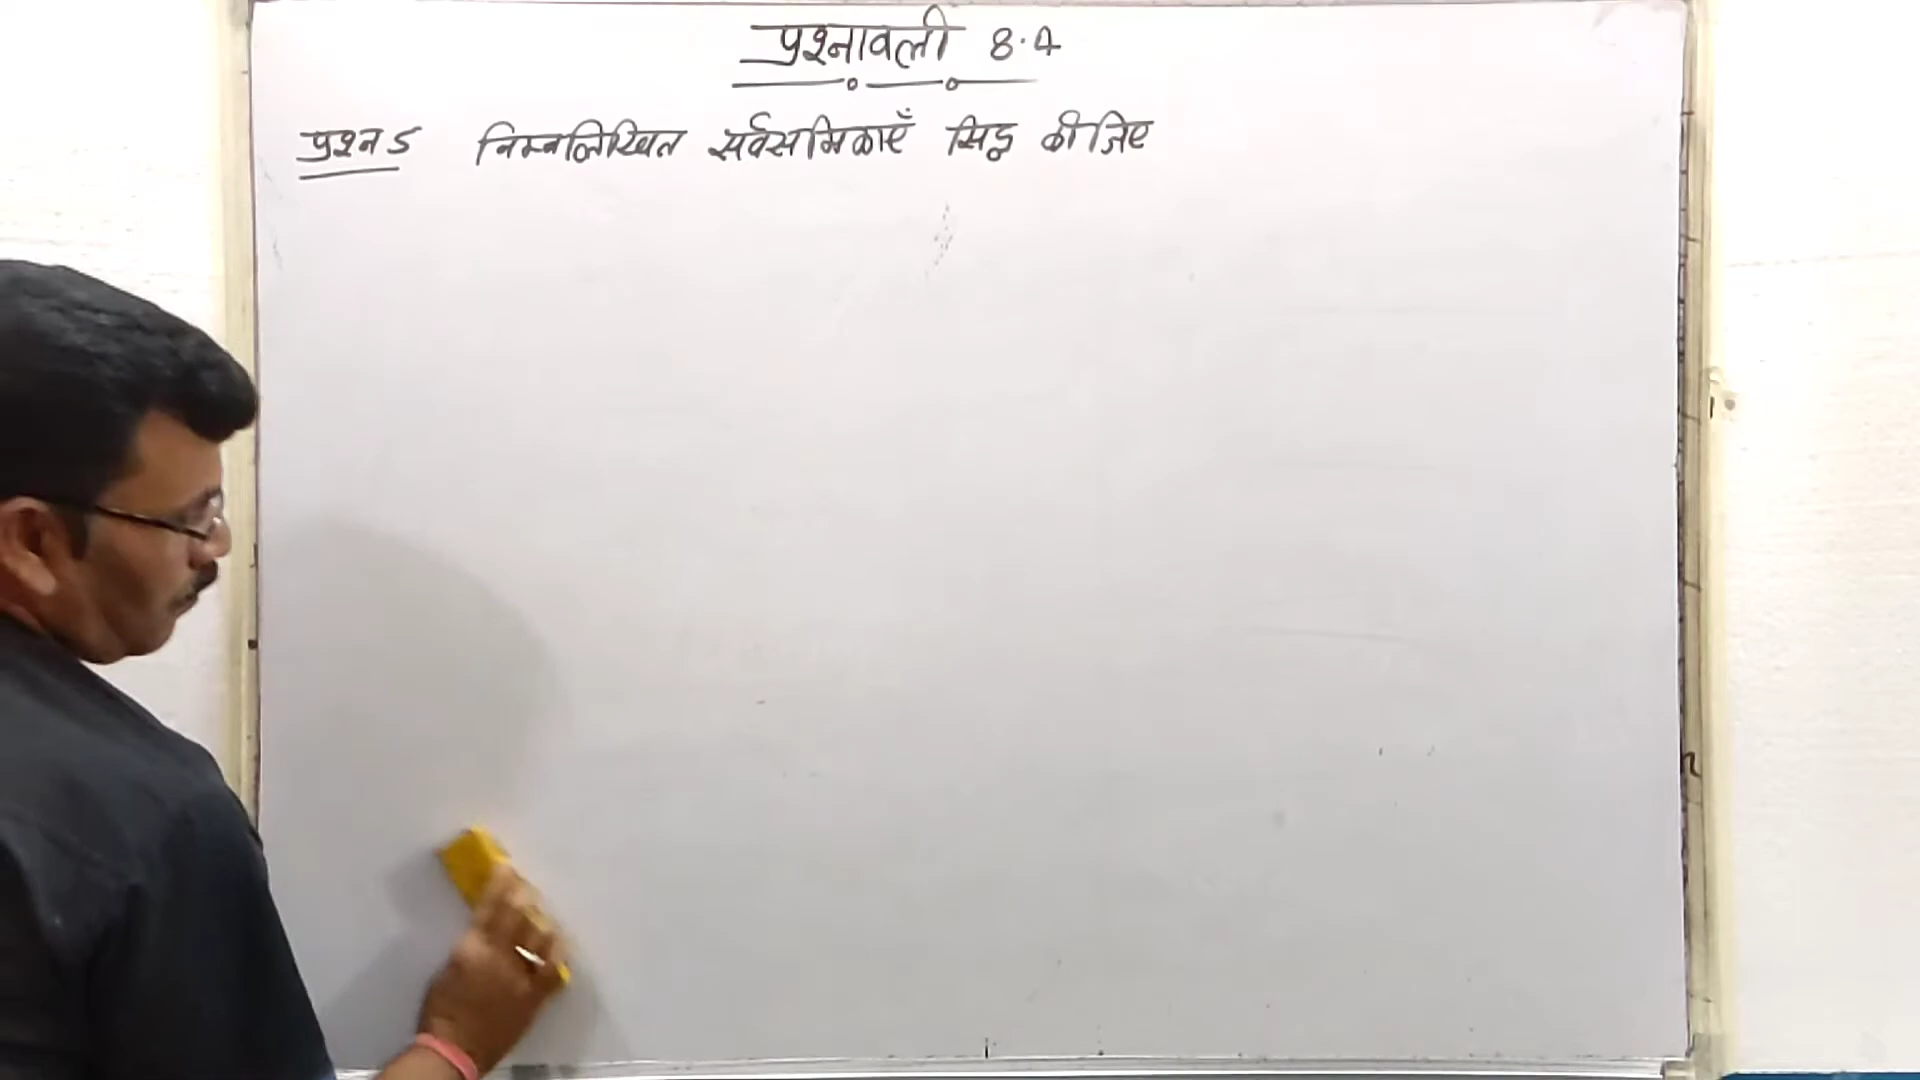 प्रश्नावली 8.4
प्रश्न 5 निम्नलिखित सर्वसमिकाएँ सिद्ध कीजिए